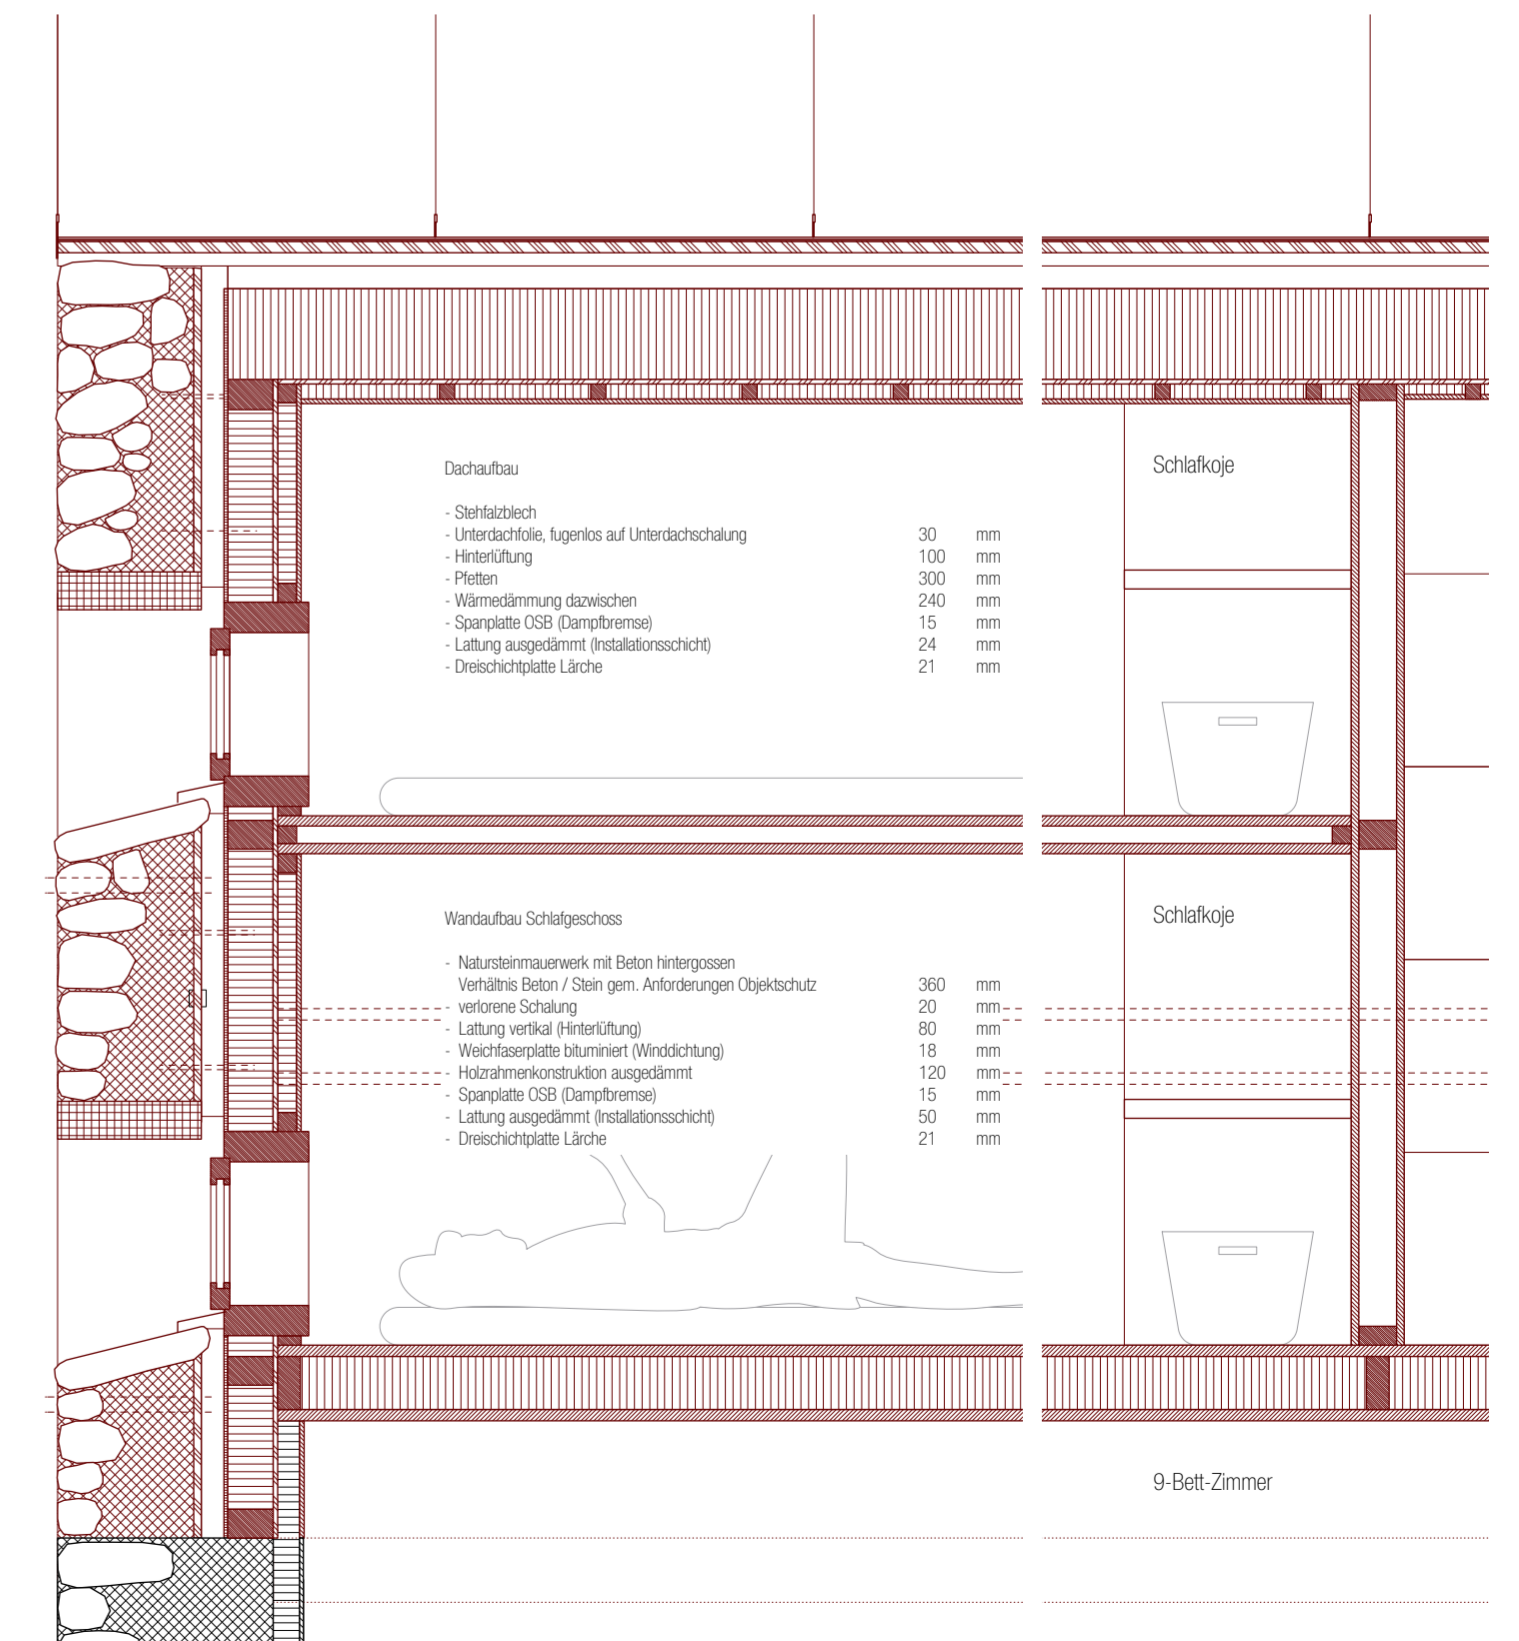 Dachaufbau
- Stehfalzblech
- Unterdachfolie, fugenlos auf Unterdachschalung 30 mm
- Hinterlüftung 100 mm
- Pfetten 300 mm
- Wärmedämmung dazwischen 240 mm
- Spanplatte OSB (Dampfbremse) 15 mm
- Lattung ausgedämmt (Installationsschicht) 24 mm
- Dreischichtplatte Lärche 21 mm
Schlafkoje
Wandaufbau Schlafgeschoss
- Natursteinmauerwerk mit Beton hintergossen
Verhältnis Beton / Stein gem. Anforderungen Objektschutz 360 mm
- verlorene Schalung 20 mm
- Lattung vertikal (Hinterlüftung) 80 mm
- Weichfaserplatte bituminiert (Winddichtung) 18 mm
- Holzrahmenkonstruktion ausgedämmt 120 mm
- Spanplatte OSB (Dampfbremse) 15 mm
- Lattung ausgedämmt (Installationsschicht) 50 mm
- Dreischichtplatte Lärche 21 mm
Schlafkoje
9-Bett-Zimmer